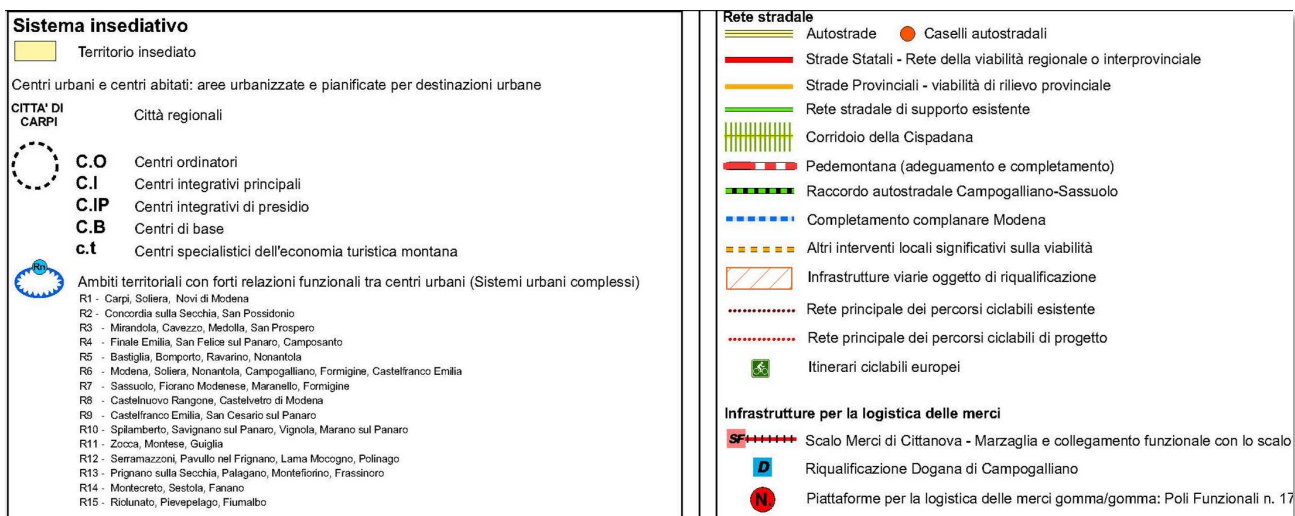 Sistema insediativo
Territorio insediato
Centri urbani e centri abitati: aree urbanizzate e pianificate per destinazioni urbane
CITTA' DI
CARPI
Città regionali
C.O Centri ordinatori
C.I Centri integrativi principali
C.IP Centri integrativi di presidio
C.B Centri di base
c.t Centri specialistici dell'economia turistica montana
Rn Ambiti territoriali con forti relazioni funzionali tra centri urbani (Sistemi urbani complessi)
R1 - Carpi, Soliera, Novi di Modena
R2 - Concordia sulla Secchia, San Possidonio
R3 - Mirandola, Cavezzo, Medolla, San Prospero
R4 - Finale Emilia, San Felice sul Panaro, Camposanto
R5 - Bastiglia, Bomporto, Ravarino, Nonantola
R6 - Modena, Soliera, Nonantola, Campogalliano, Formigine, Castelfranco Emilia
R7 - Sassuolo, Fiorano Modenese, Maranello, Formigine
R8 - Castelnuovo Rangone, Castelvetro di Modena
R9 - Castelfranco Emilia, San Cesario sul Panaro
R10 - Spilamberto, Savignano sul Panaro, Vignola, Marano sul Panaro
R11 - Zocca, Montese, Guiglia
R12 - Serramazzoni, Pavullo nel Frignano, Lama Mocogno, Polinago
R13 - Prignano sulla Secchia, Palagano, Montefiorino, Frassinoro
R14 - Montecreto, Sestola, Fanano
R15 - Riolunato, Pievepelago, Fiumalbo
Rete stradale
Autostrade Caselli autostradali
Strade Statali - Rete della viabilità regionale o interprovinciale
Strade Provinciali - viabilità di rilievo provinciale
Rete stradale di supporto esistente
Corridoio della Cispadana
Pedemontana (adeguamento e completamento)
Raccordo autostradale Campogalliano-Sassuolo
Completamento complanare Modena
Altri interventi locali significativi sulla viabilità
Infrastrutture viarie oggetto di riqualificazione
Rete principale dei percorsi ciclabili esistente
Rete principale dei percorsi ciclabili di progetto
Itinerari ciclabili europei
Infrastrutture per la logistica delle merci
SF Scalo Merci di Cittanova - Marzaglia e collegamento funzionale con lo scalo
D Riqualificazione Dogana di Campogalliano
N. Piattaforme per la logistica delle merci gomma/gomma: Poli Funzionali n. 17